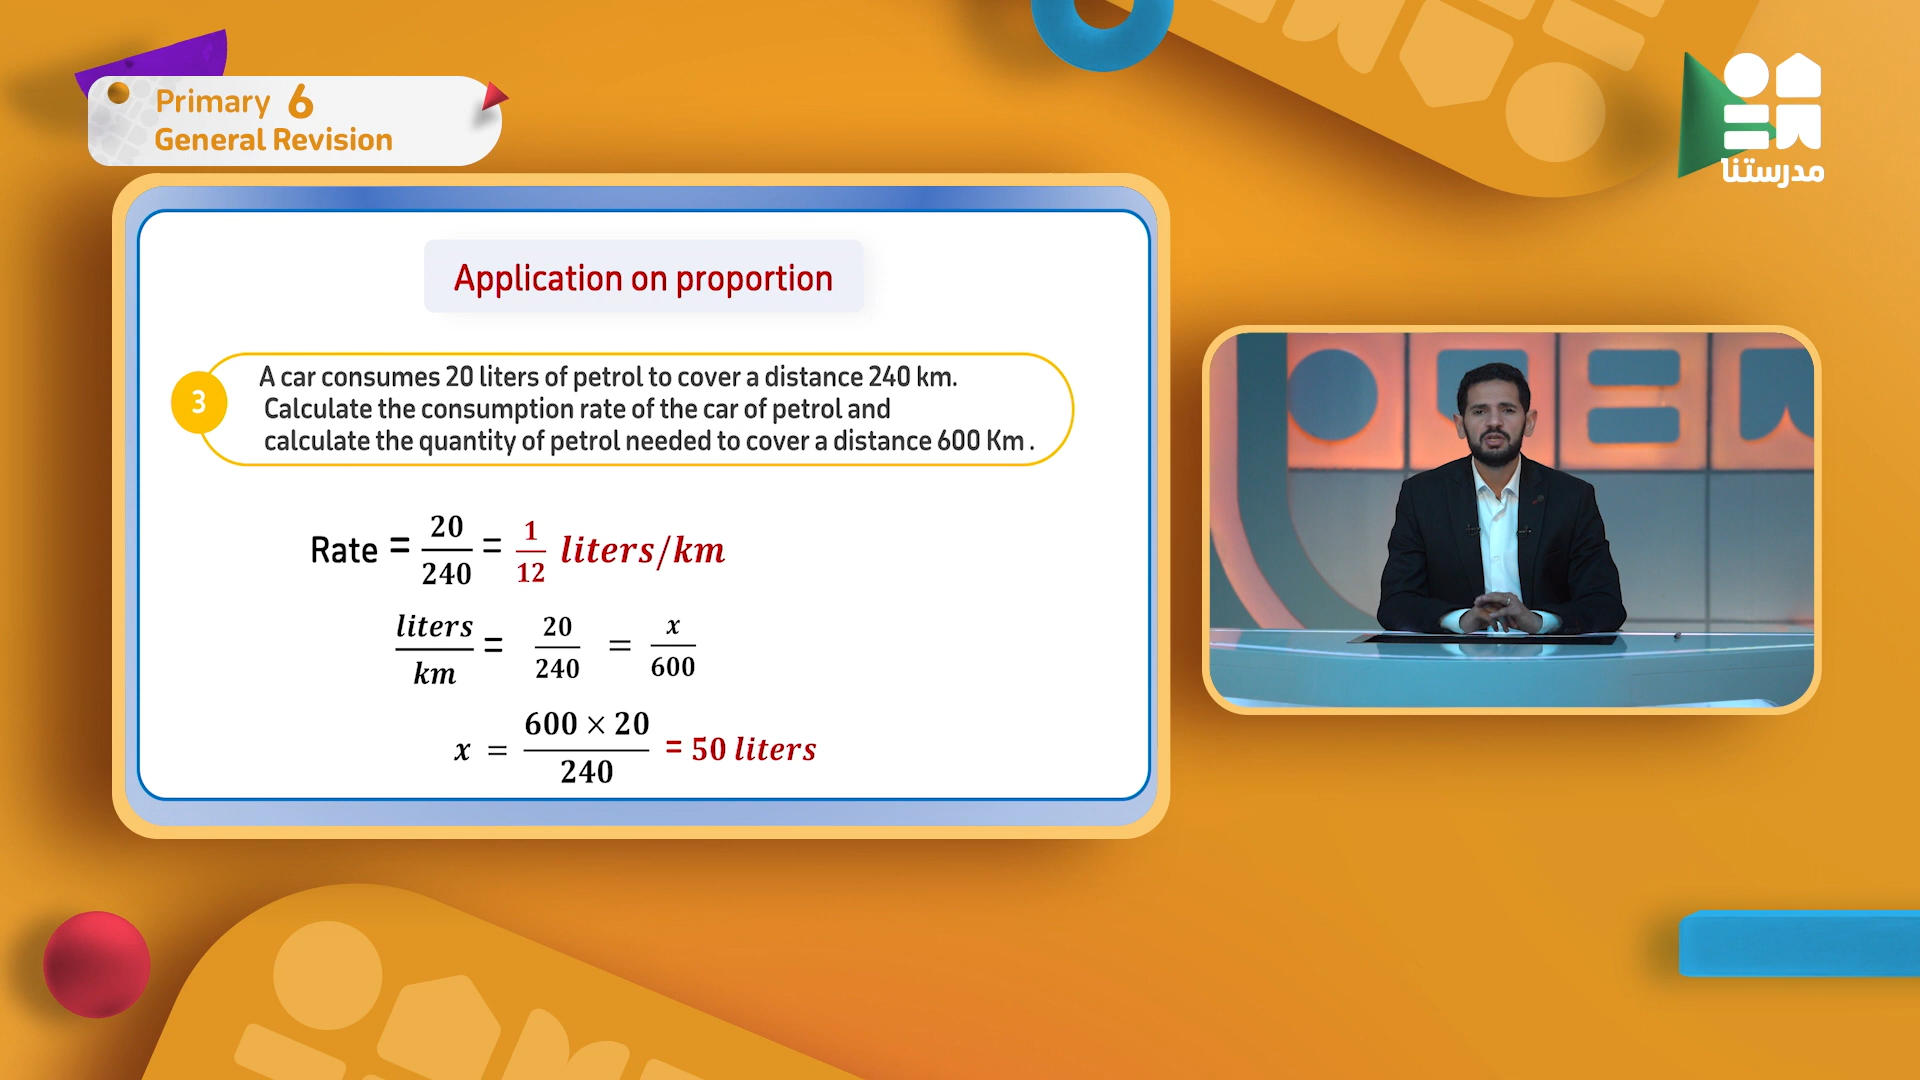 Primary 6
General Revision
مدرستنا
Application on proportion
3
A car consumes 20 liters of petrol to cover a distance 240 km.
Calculate the consumption rate of the car of petrol and
calculate the quantity of petrol needed to cover a distance 600 Km .
Rate = 20/240 = 1/12 liters/km
liters/km = 20/240 = x/600
x = 600 × 20/240 = 50 liters